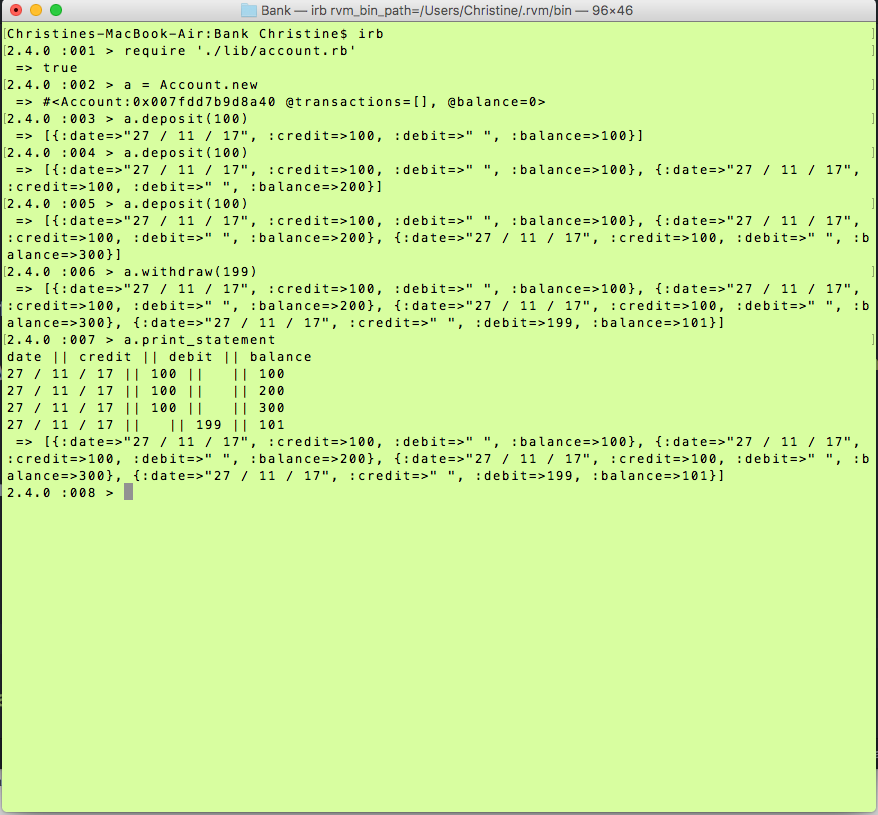 Bank — irb rvm_bin_path=/Users/Christine/.rvm/bin — 96×46
[Christines-MacBook-Air:Bank Christine$ irb ]
[2.4.0 :001 > require './lib/account.rb' ]
 => true
[2.4.0 :002 > a = Account.new ]
 => #<Account:0x007fdd7b9d8a40 @transactions=[], @balance=0>
[2.4.0 :003 > a.deposit(100) ]
 => [{:date=>"27 / 11 / 17", :credit=>100, :debit=>" ", :balance=>100}]
[2.4.0 :004 > a.deposit(100) ]
 => [{:date=>"27 / 11 / 17", :credit=>100, :debit=>" ", :balance=>100}, {:date=>"27 / 11 / 17",
:credit=>100, :debit=>" ", :balance=>200}]
[2.4.0 :005 > a.deposit(100) ]
 => [{:date=>"27 / 11 / 17", :credit=>100, :debit=>" ", :balance=>100}, {:date=>"27 / 11 / 17",
:credit=>100, :debit=>" ", :balance=>200}, {:date=>"27 / 11 / 17", :credit=>100, :debit=>" ", :b
alance=>300}]
[2.4.0 :006 > a.withdraw(199) ]
 => [{:date=>"27 / 11 / 17", :credit=>100, :debit=>" ", :balance=>100}, {:date=>"27 / 11 / 17",
:credit=>100, :debit=>" ", :balance=>200}, {:date=>"27 / 11 / 17", :credit=>100, :debit=>" ", :b
alance=>300}, {:date=>"27 / 11 / 17", :credit=>" ", :debit=>199, :balance=>101}]
[2.4.0 :007 > a.print_statement ]
date || credit || debit || balance
27 / 11 / 17 || 100 ||   || 100
27 / 11 / 17 || 100 ||   || 200
27 / 11 / 17 || 100 ||   || 300
27 / 11 / 17 ||   || 199 || 101
 => [{:date=>"27 / 11 / 17", :credit=>100, :debit=>" ", :balance=>100}, {:date=>"27 / 11 / 17",
:credit=>100, :debit=>" ", :balance=>200}, {:date=>"27 / 11 / 17", :credit=>100, :debit=>" ", :b
alance=>300}, {:date=>"27 / 11 / 17", :credit=>" ", :debit=>199, :balance=>101}]
2.4.0 :008 >